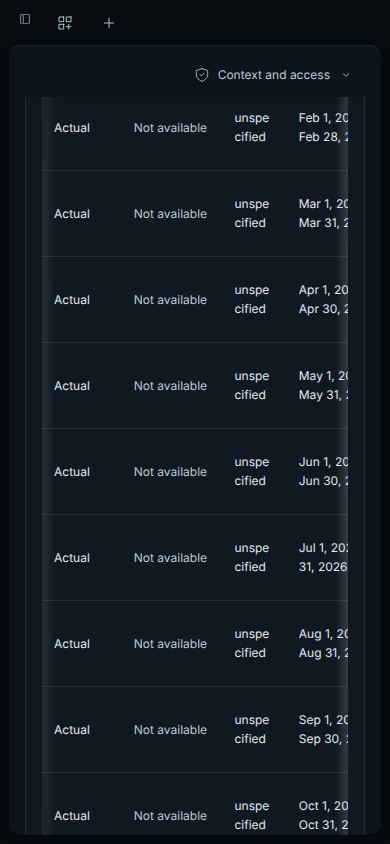 Context and access
Actual Not available unspe cified Feb 1, 20 Feb 28, 2
Actual Not available unspe cified Mar 1, 20 Mar 31, 2
Actual Not available unspe cified Apr 1, 20 Apr 30, 2
Actual Not available unspe cified May 1, 20 May 31, 2
Actual Not available unspe cified Jun 1, 20 Jun 30, 2
Actual Not available unspe cified Jul 1, 202 31, 2026
Actual Not available unspe cified Aug 1, 20 Aug 31, 2
Actual Not available unspe cified Sep 1, 20 Sep 30, 2
Actual Not available unspe cified Oct 1, 20 Oct 31, 2